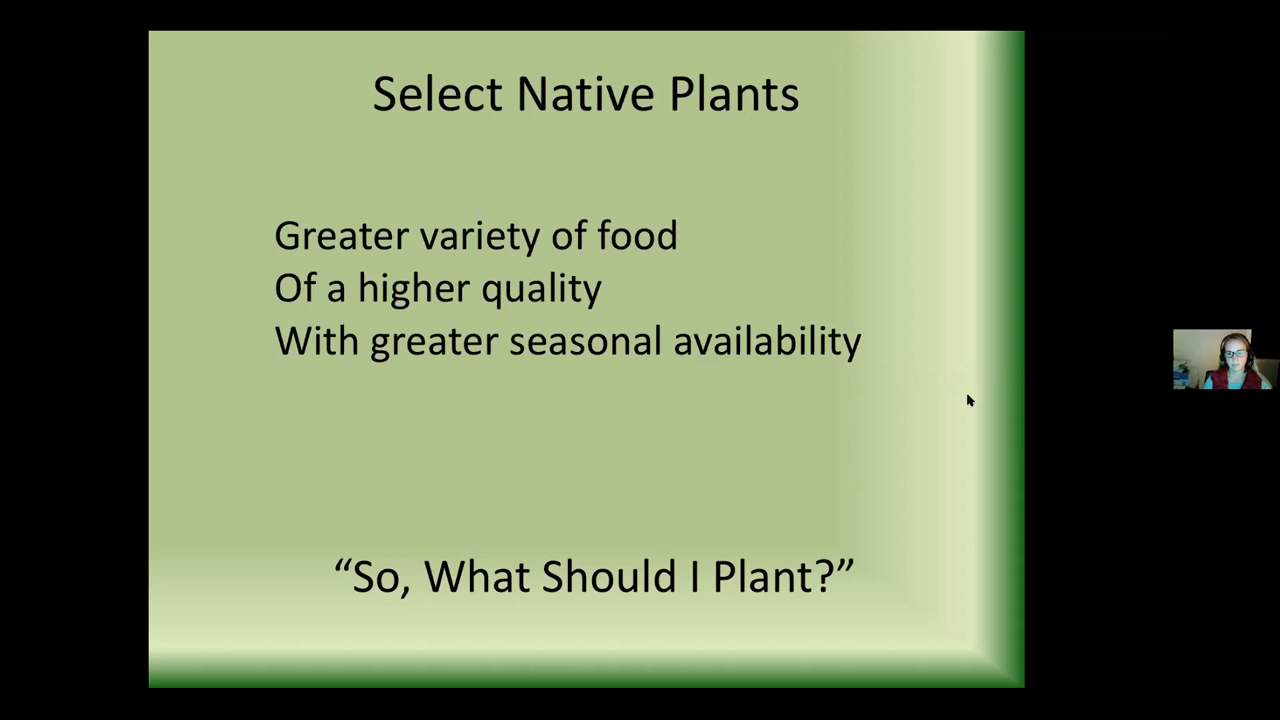 Select Native Plants
Greater variety of food
Of a higher quality
With greater seasonal availability
“So, What Should I Plant?”